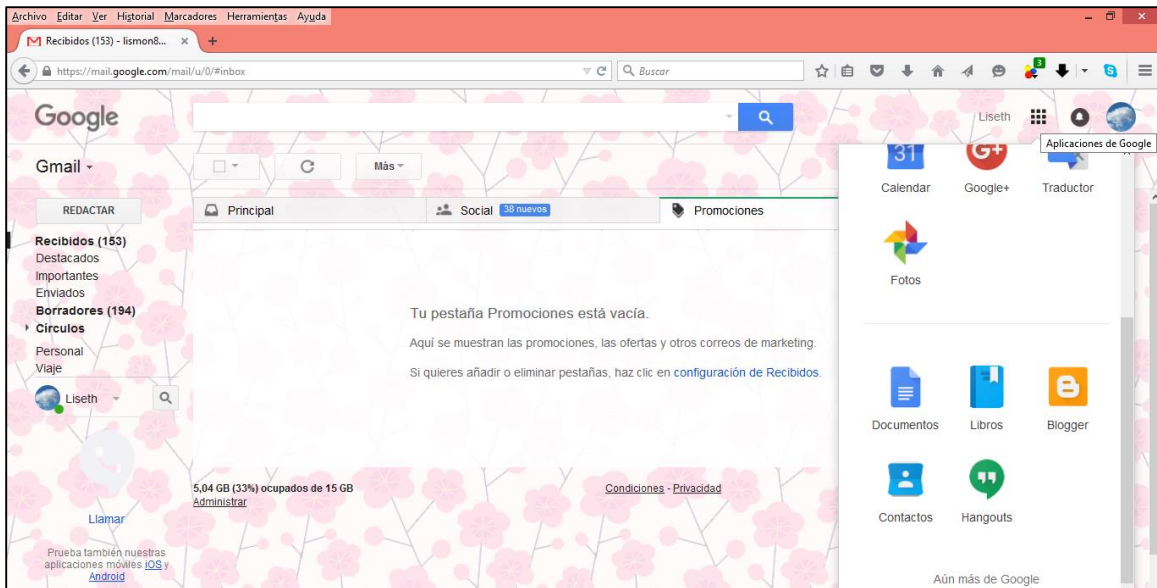 Archivo Editar Ver Historial Marcadores Herramientas Ayuda
Recibidos (153) - lismon8...
https://mail.google.com/mail/u/0/#inbox
Buscar
3
Google
Liseth
Aplicaciones de Google
Gmail
Más
31
G+
Calendar Google+ Traductor
REDACTAR
Principal Social 38 nuevos Promociones
Recibidos (153)
Destacados
Importantes
Enviados
Borradores (194)
Círculos
Personal
Viaje
Liseth
Fotos
Tu pestaña Promociones está vacía.
Aquí se muestran las promociones, las ofertas y otros correos de marketing.
Si quieres añadir o eliminar pestañas, haz clic en configuración de Recibidos.
Documentos Libros Blogger
Contactos Hangouts
5,04 GB (33%) ocupados de 15 GB
Administrar
Condiciones - Privacidad
Llamar
Prueba también nuestras
aplicaciones móviles iOS y
Android
Aún más de Google